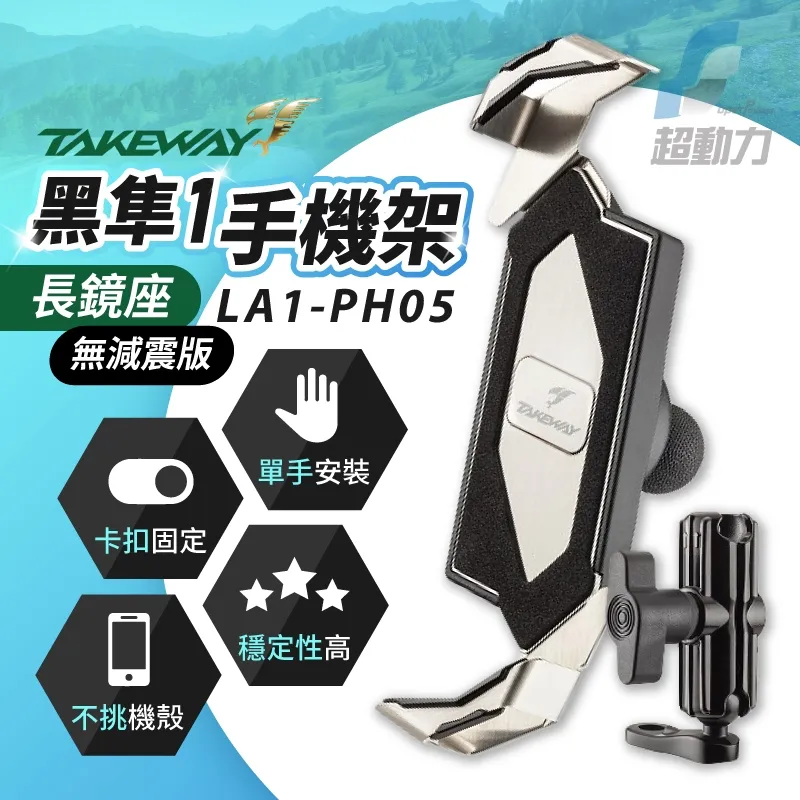 TAKEWAY
超動力
黑隼1手機架
長鏡座
LA1-PH05
無減震版
單手安裝
卡扣固定
穩定性高
不挑機殼
TAKEWAY